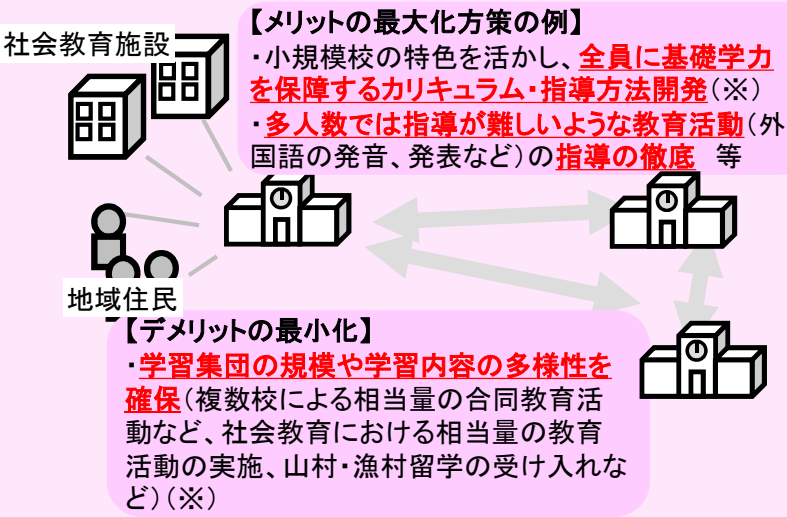 社会教育施設
【メリットの最大化方策の例】
・小規模校の特色を活かし、全員に基礎学力
を保障するカリキュラム・指導方法開発(※)
・多人数では指導が難しいような教育活動(外
国語の発音、発表など)の指導の徹底　等
地域住民
【デメリットの最小化】
・学習集団の規模や学習内容の多様性を
確保(複数校による相当量の合同教育活
動など、社会教育における相当量の教育
活動の実施、山村・漁村留学の受け入れな
ど)(※)